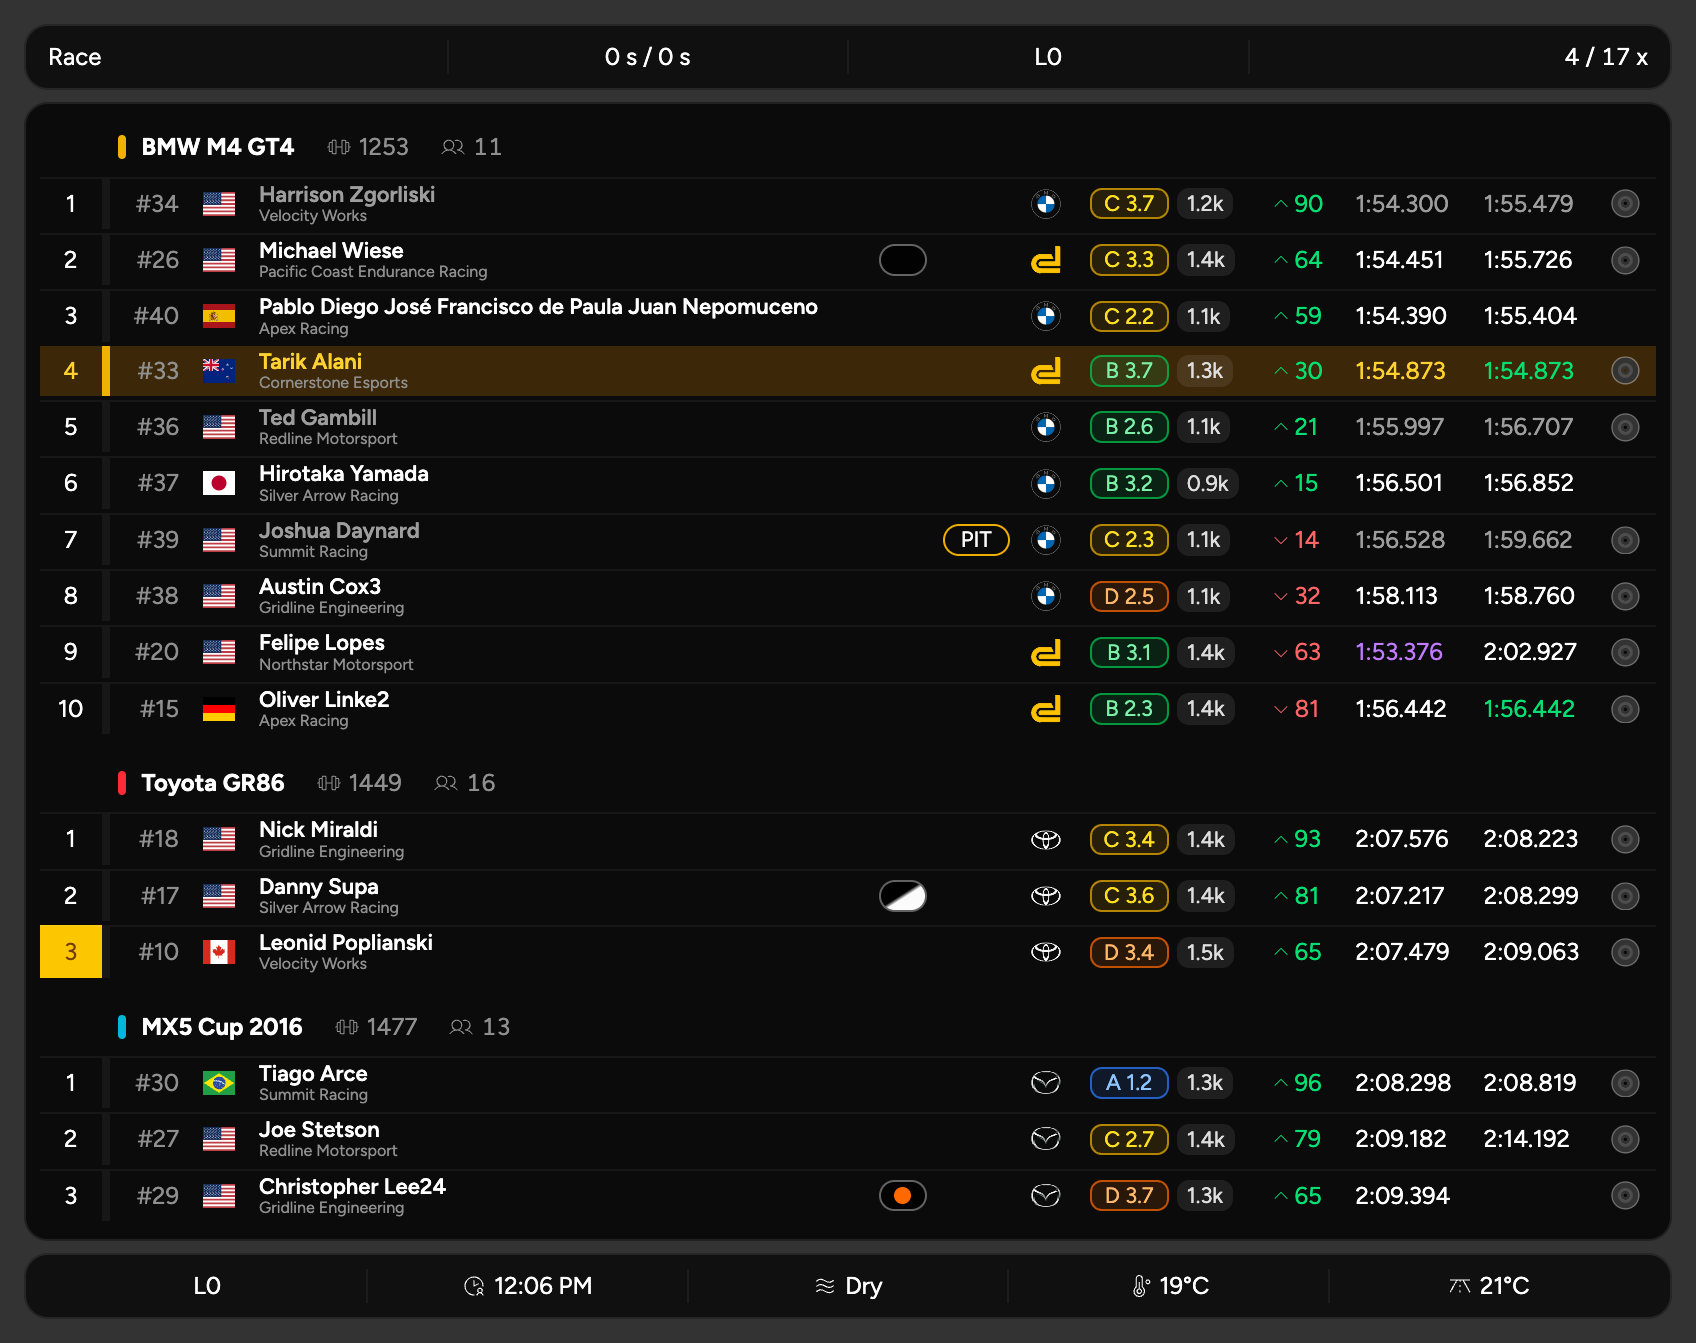 Race 0 s / 0 s L0 4 / 17 x
BMW M4 GT4 1253 11
1 #34 Harrison Zgorliski C 3.7 1.2k 90 1:54.300 1:55.479
Velocity Works
2 #26 Michael Wiese C 3.3 1.4k 64 1:54.451 1:55.726
Pacific Coast Endurance Racing
3 #40 Pablo Diego José Francisco de Paula Juan Nepomuceno C 2.2 1.1k 59 1:54.390 1:55.404
Apex Racing
4 #33 Tarik Alani B 3.7 1.3k 30 1:54.873 1:54.873
Cornerstone Esports
5 #36 Ted Gambill B 2.6 1.1k 21 1:55.997 1:56.707
Redline Motorsport
6 #37 Hirotaka Yamada B 3.2 0.9k 15 1:56.501 1:56.852
Silver Arrow Racing
7 #39 Joshua Daynard PIT C 2.3 1.1k 14 1:56.528 1:59.662
Summit Racing
8 #38 Austin Cox3 D 2.5 1.1k 32 1:58.113 1:58.760
Gridline Engineering
9 #20 Felipe Lopes B 3.1 1.4k 63 1:53.376 2:02.927
Northstar Motorsport
10 #15 Oliver Linke2 B 2.3 1.4k 81 1:56.442 1:56.442
Apex Racing
Toyota GR86 1449 16
1 #18 Nick Miraldi C 3.4 1.4k 93 2:07.576 2:08.223
Gridline Engineering
2 #17 Danny Supa C 3.6 1.4k 81 2:07.217 2:08.299
Silver Arrow Racing
3 #10 Leonid Poplianski D 3.4 1.5k 65 2:07.479 2:09.063
Velocity Works
MX5 Cup 2016 1477 13
1 #30 Tiago Arce A 1.2 1.3k 96 2:08.298 2:08.819
Summit Racing
2 #27 Joe Stetson C 2.7 1.4k 79 2:09.182 2:14.192
Redline Motorsport
3 #29 Christopher Lee24 D 3.7 1.3k 65 2:09.394
Gridline Engineering
L0 12:06 PM Dry 19°C 21°C